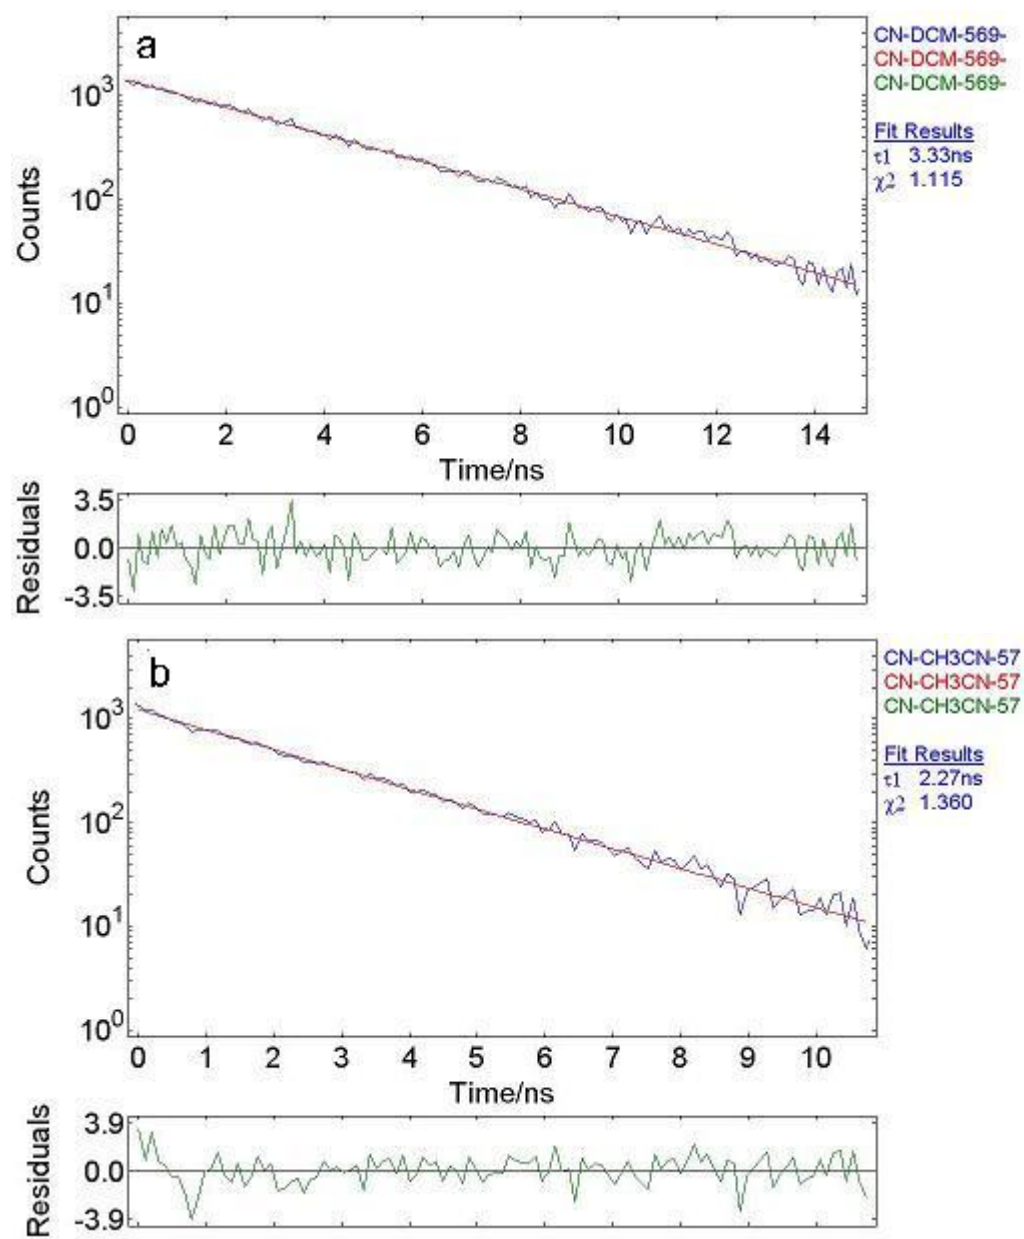 a
CN-DCM-569-
CN-DCM-569-
CN-DCM-569-
Fit Results
τ1 3.33ns
χ2 1.115
Counts
10³
10²
10¹
10⁰
0 2 4 6 8 10 12 14
Time/ns
Residuals
3.5
0.0
-3.5
b
CN-CH3CN-57
CN-CH3CN-57
CN-CH3CN-57
Fit Results
τ1 2.27ns
χ2 1.360
Counts
10³
10²
10¹
10⁰
0 1 2 3 4 5 6 7 8 9 10
Time/ns
Residuals
3.9
0.0
-3.9